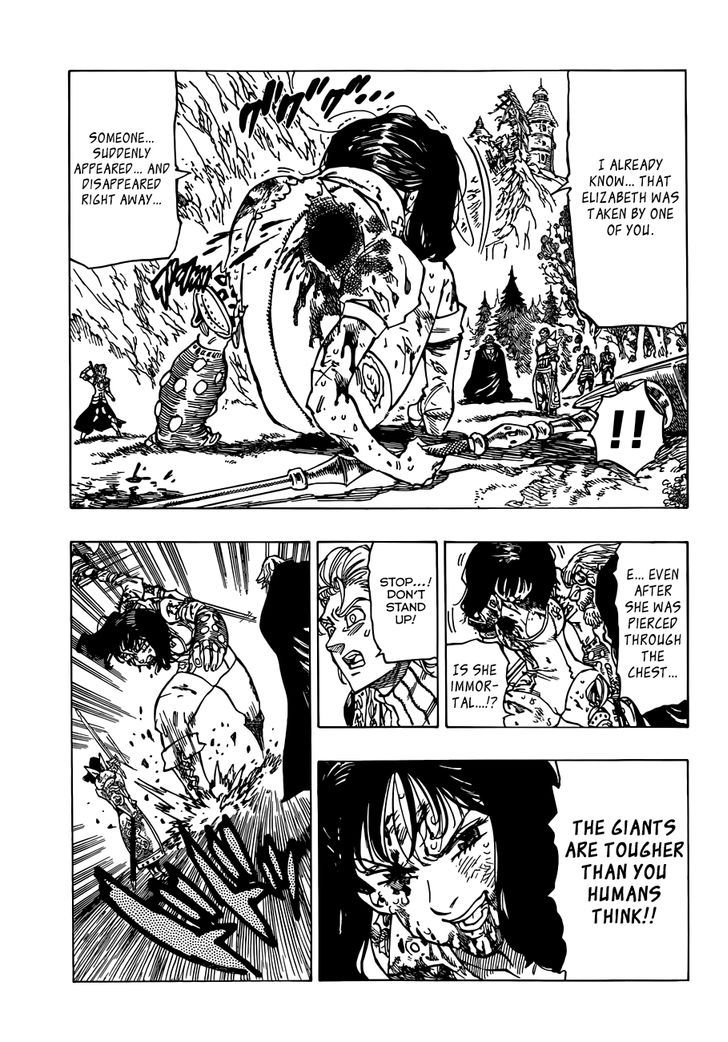 I ALREADY
KNOW... THAT
ELIZABETH WAS
TAKEN BY ONE
OF YOU.
SOMEONE...
SUDDENLY
APPEARED... AND
DISAPPEARED
RIGHT AWAY...
!!
E... EVEN
AFTER
SHE WAS
PIERCED
THROUGH
THE
CHEST...
IS SHE
IMMOR-
TAL...!?
STOP...!
DON'T
STAND
UP!
THE GIANTS
ARE TOUGHER
THAN YOU
HUMANS
THINK!!